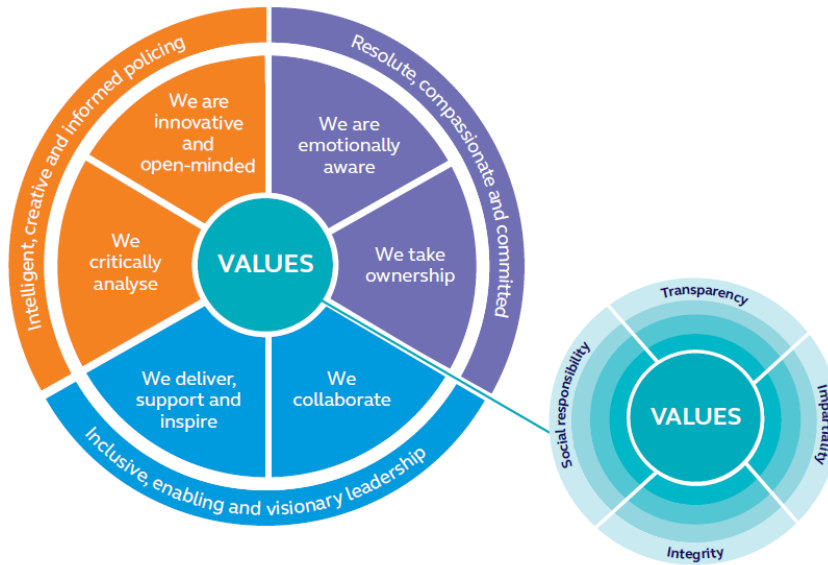 Intelligent, creative and informed policing
Resolute, compassionate and committed
We are
innovative
and
open-minded
We are
emotionally
aware
We
critically
analyse
VALUES
We take
ownership
We deliver,
support and
inspire
We
collaborate
Inclusive, enabling and visionary leadership
Transparency
Social responsibility
VALUES
Impartiality
Integrity